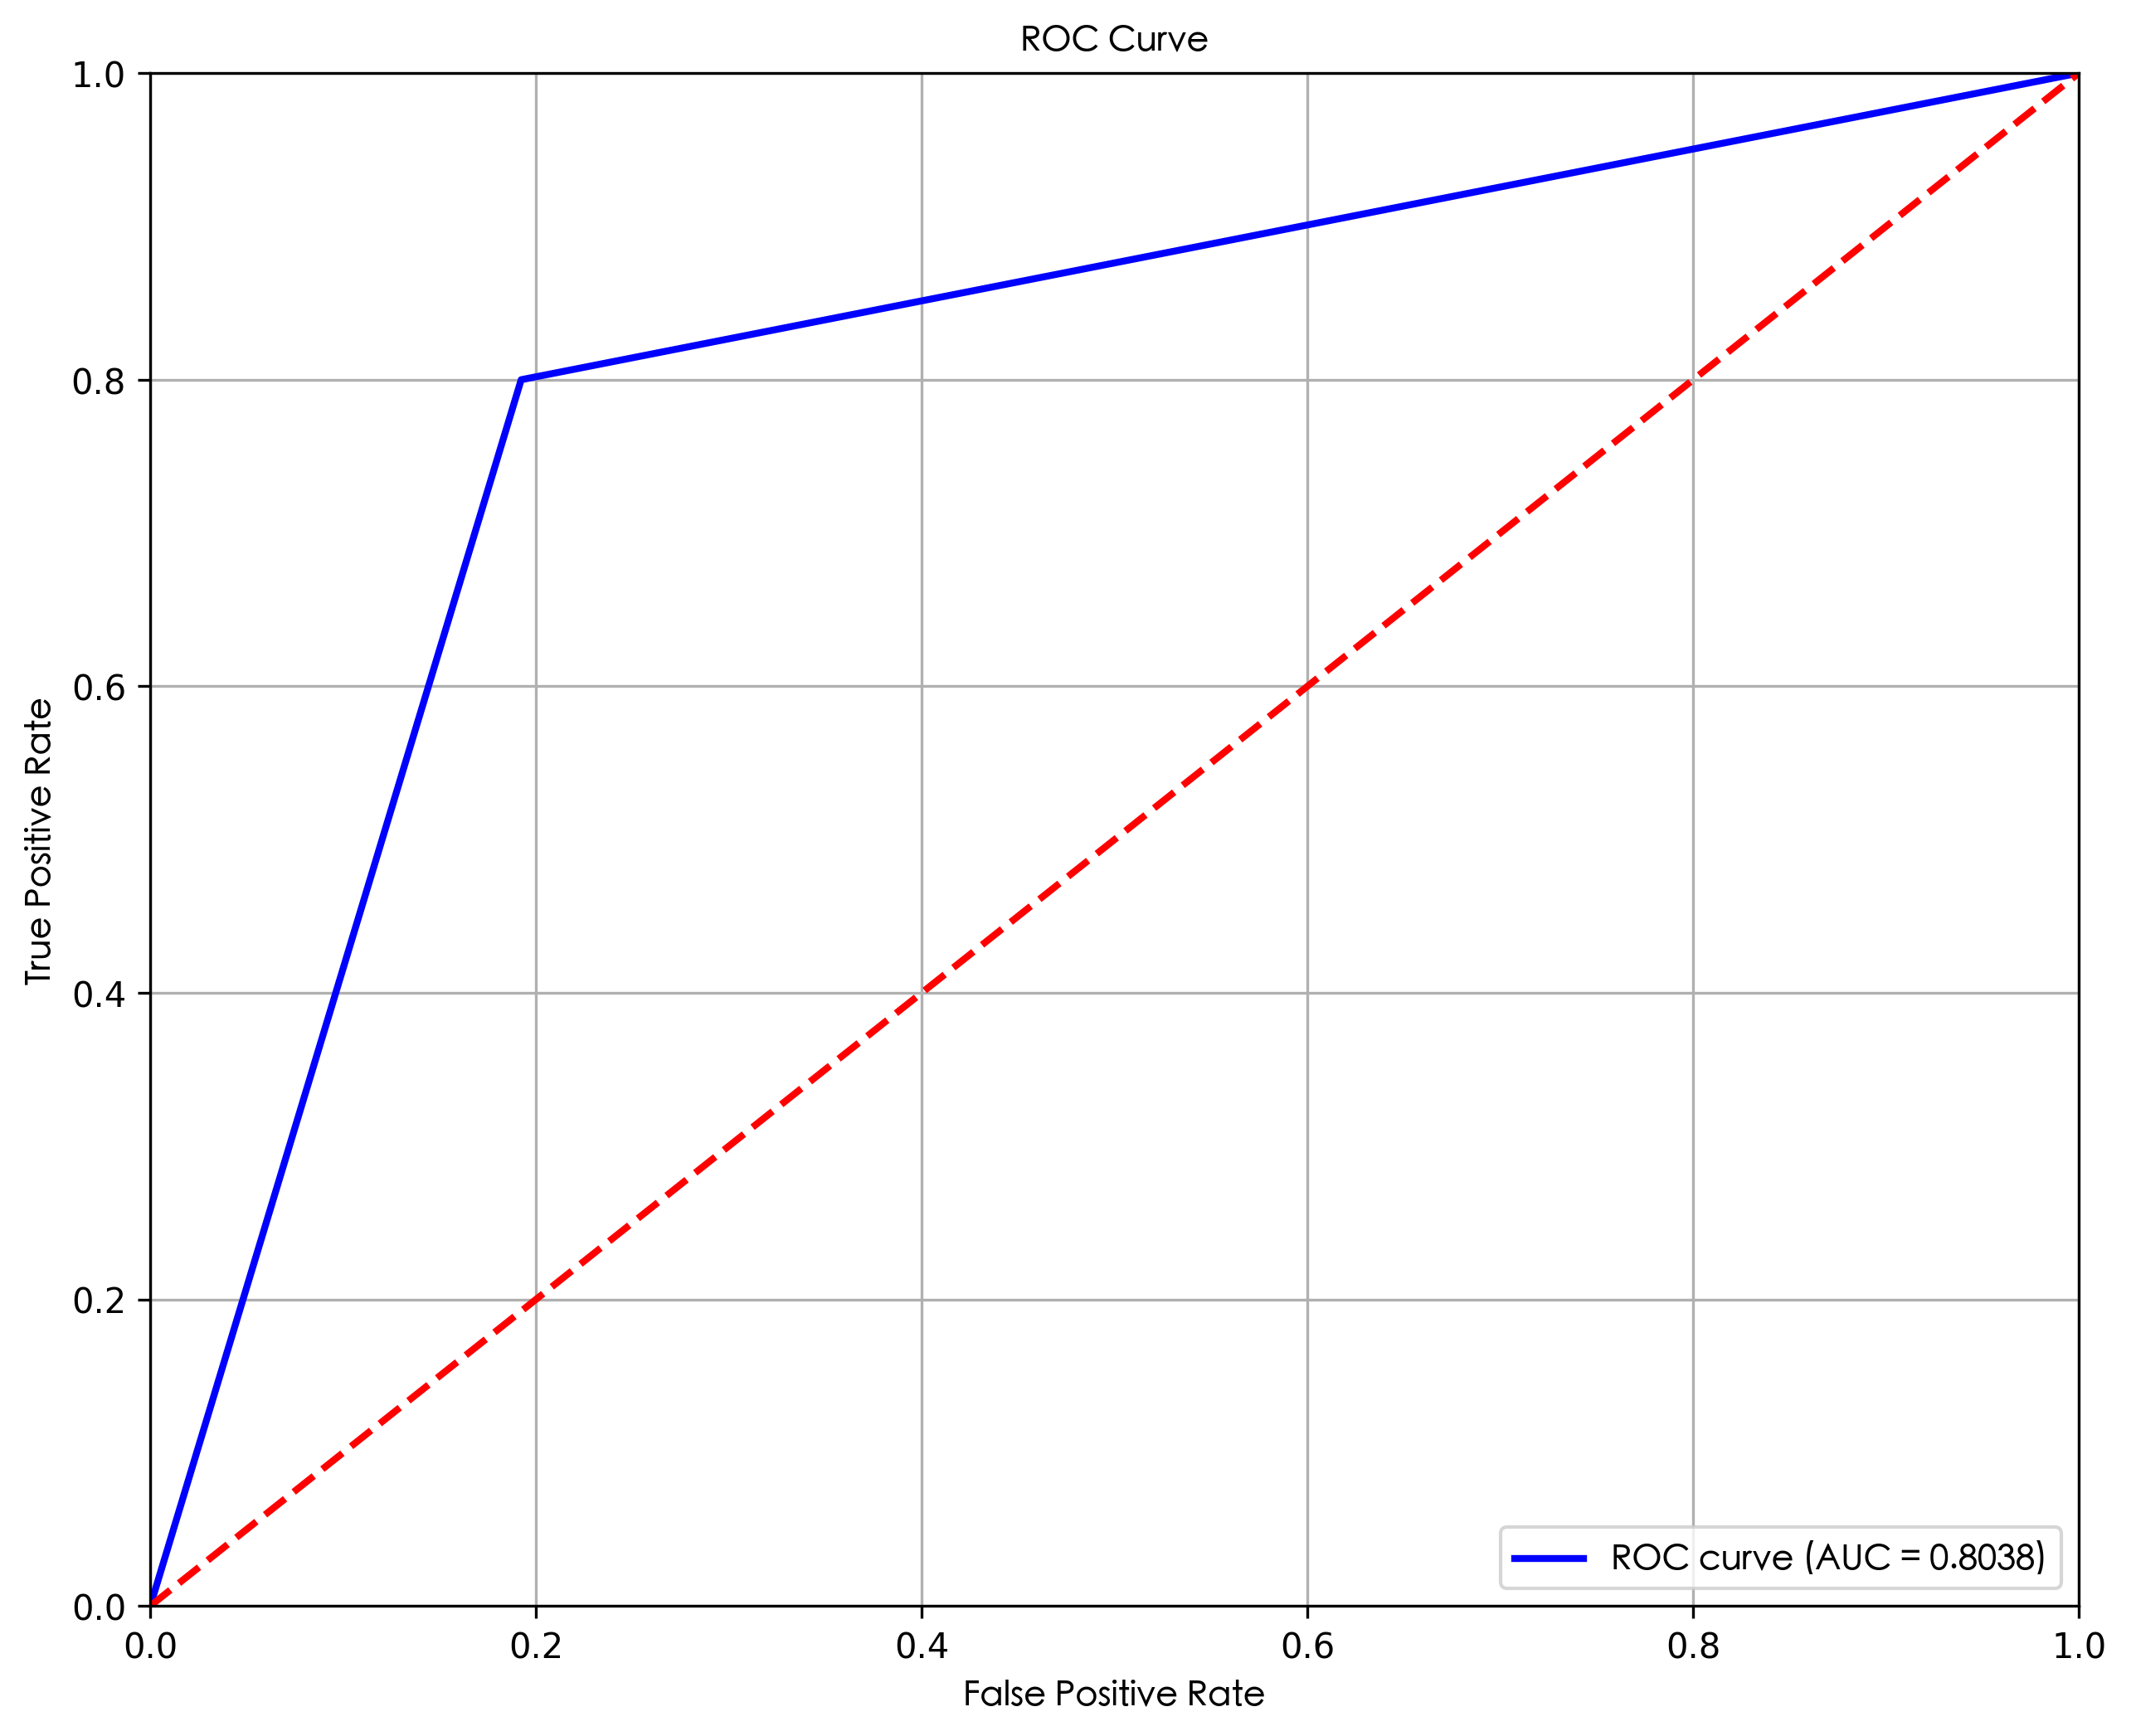 ROC Curve
True Positive Rate
1.0
0.8
0.6
0.4
0.2
0.0
0.0 0.2 0.4 0.6 0.8 1.0
False Positive Rate
ROC curve (AUC = 0.8038)